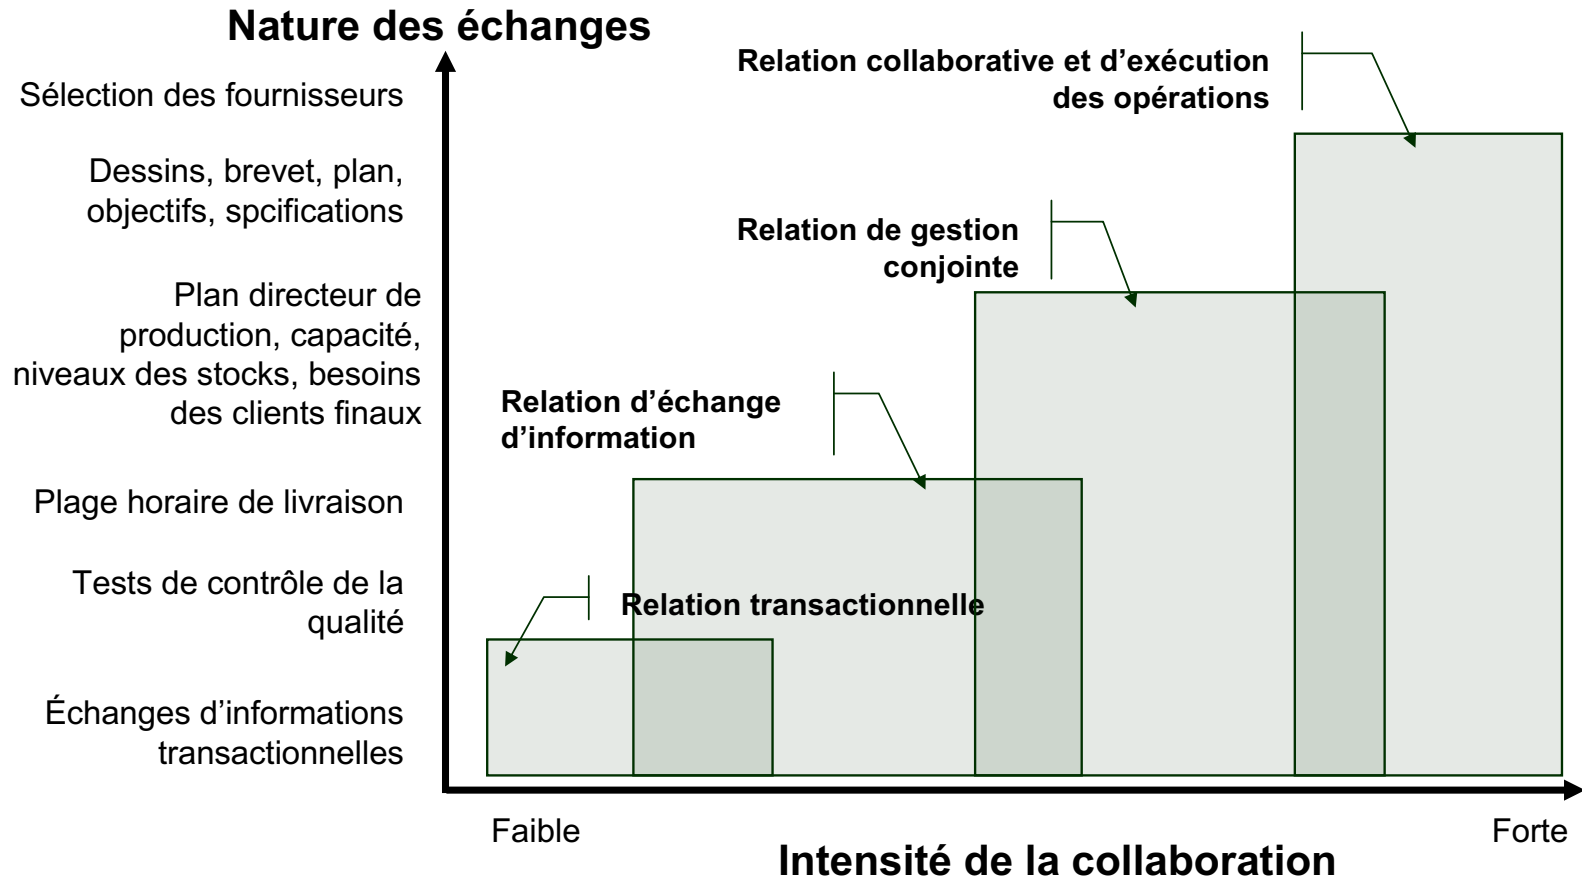 Nature des échanges
Relation collaborative et d’exécution
des opérations
Sélection des fournisseurs
Dessins, brevet, plan,
objectifs, spcifications
Relation de gestion
conjointe
Plan directeur de
production, capacité,
niveaux des stocks, besoins
des clients finaux
Relation d’échange
d’information
Plage horaire de livraison
Tests de contrôle de la
qualité
Relation transactionnelle
Échanges d’informations
transactionnelles
Faible
Forte
Intensité de la collaboration